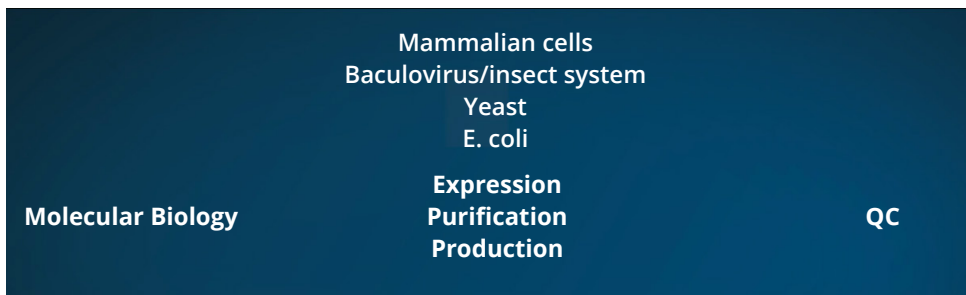 Mammalian cells
Baculovirus/insect system
Yeast
E. coli
Expression
Molecular Biology
Purification
QC
Production